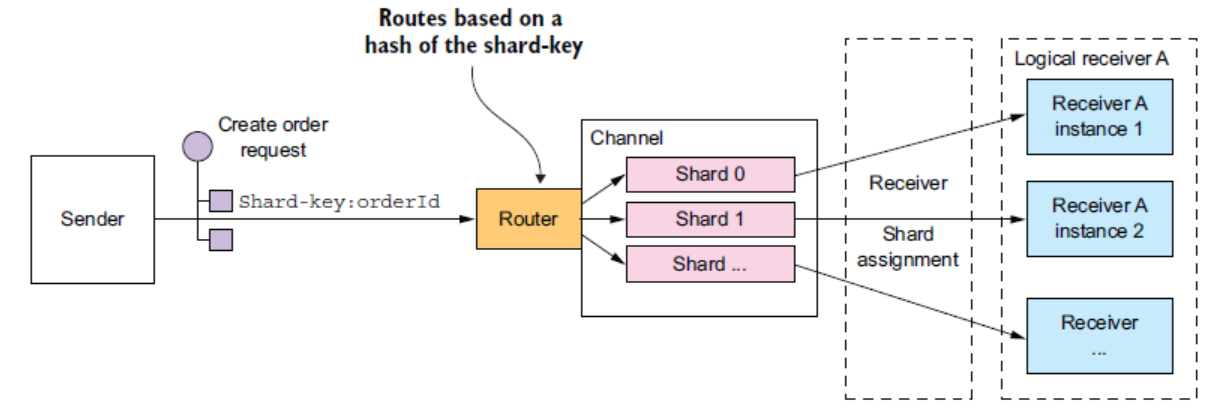 Routes based on a
hash of the shard-key
Create order
request
Sender
Shard-key:orderId
Router
Channel
Shard 0
Shard 1
Shard ...
Receiver
Shard
assignment
Logical receiver A
Receiver A
instance 1
Receiver A
instance 2
Receiver
...